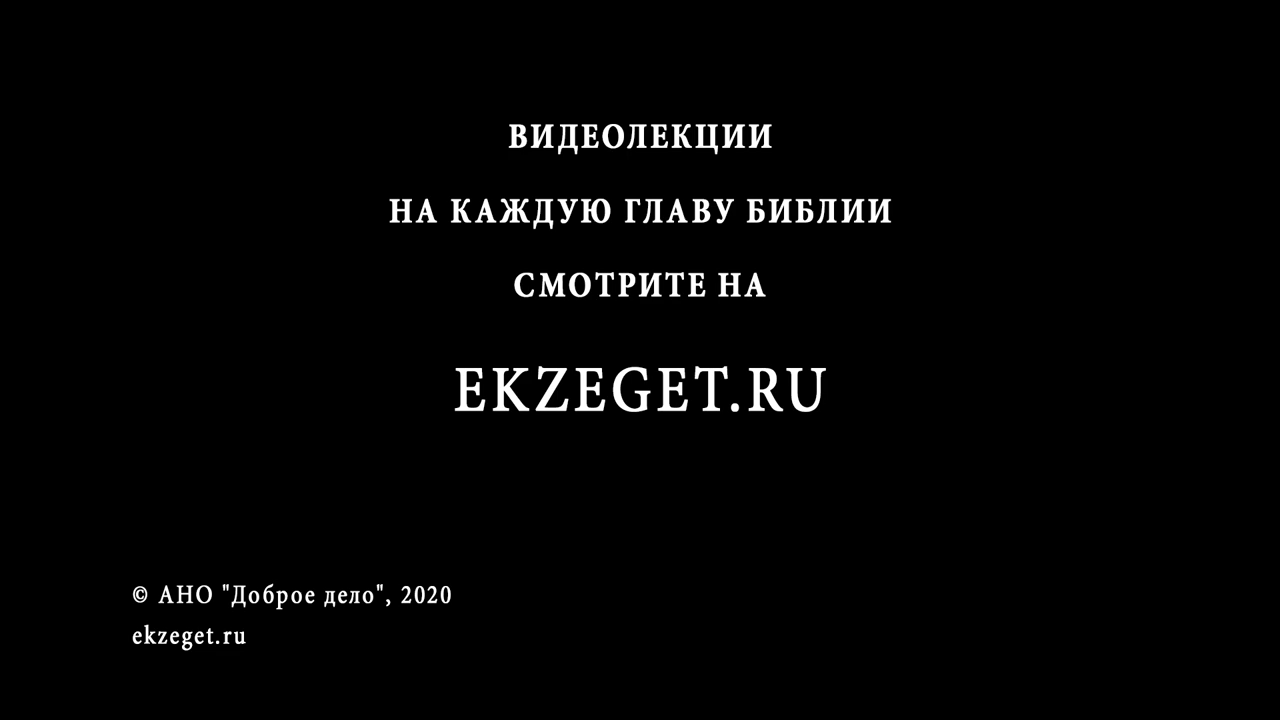 ВИДЕОЛЕКЦИИ
НА КАЖДУЮ ГЛАВУ БИБЛИИ
СМОТРИТЕ НА
EKZEGET.RU
© АНО "Доброе дело", 2020
ekzeget.ru